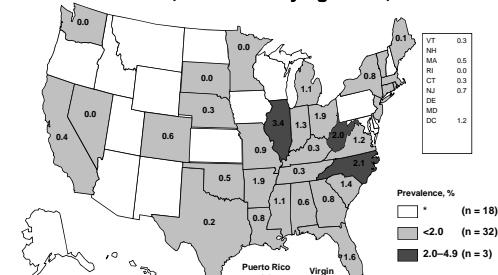 0.0
0.0
0.1
VT 0.3
NH
MA 0.5
RI 0.0
CT 0.3
NJ 0.7
DE
MD
DC 1.2
0.0
0.8
1.1
0.0
0.3
3.4
1.3
1.9
2.0
1.2
0.4
0.6
0.9
0.3
2.1
0.5
1.9
0.3
1.4
1.1
0.6
0.8
0.2
0.8
1.6
Prevalence, %
* (n = 18)
<2.0 (n = 32)
2.0–4.9 (n = 3)
Puerto Rico
Virgin